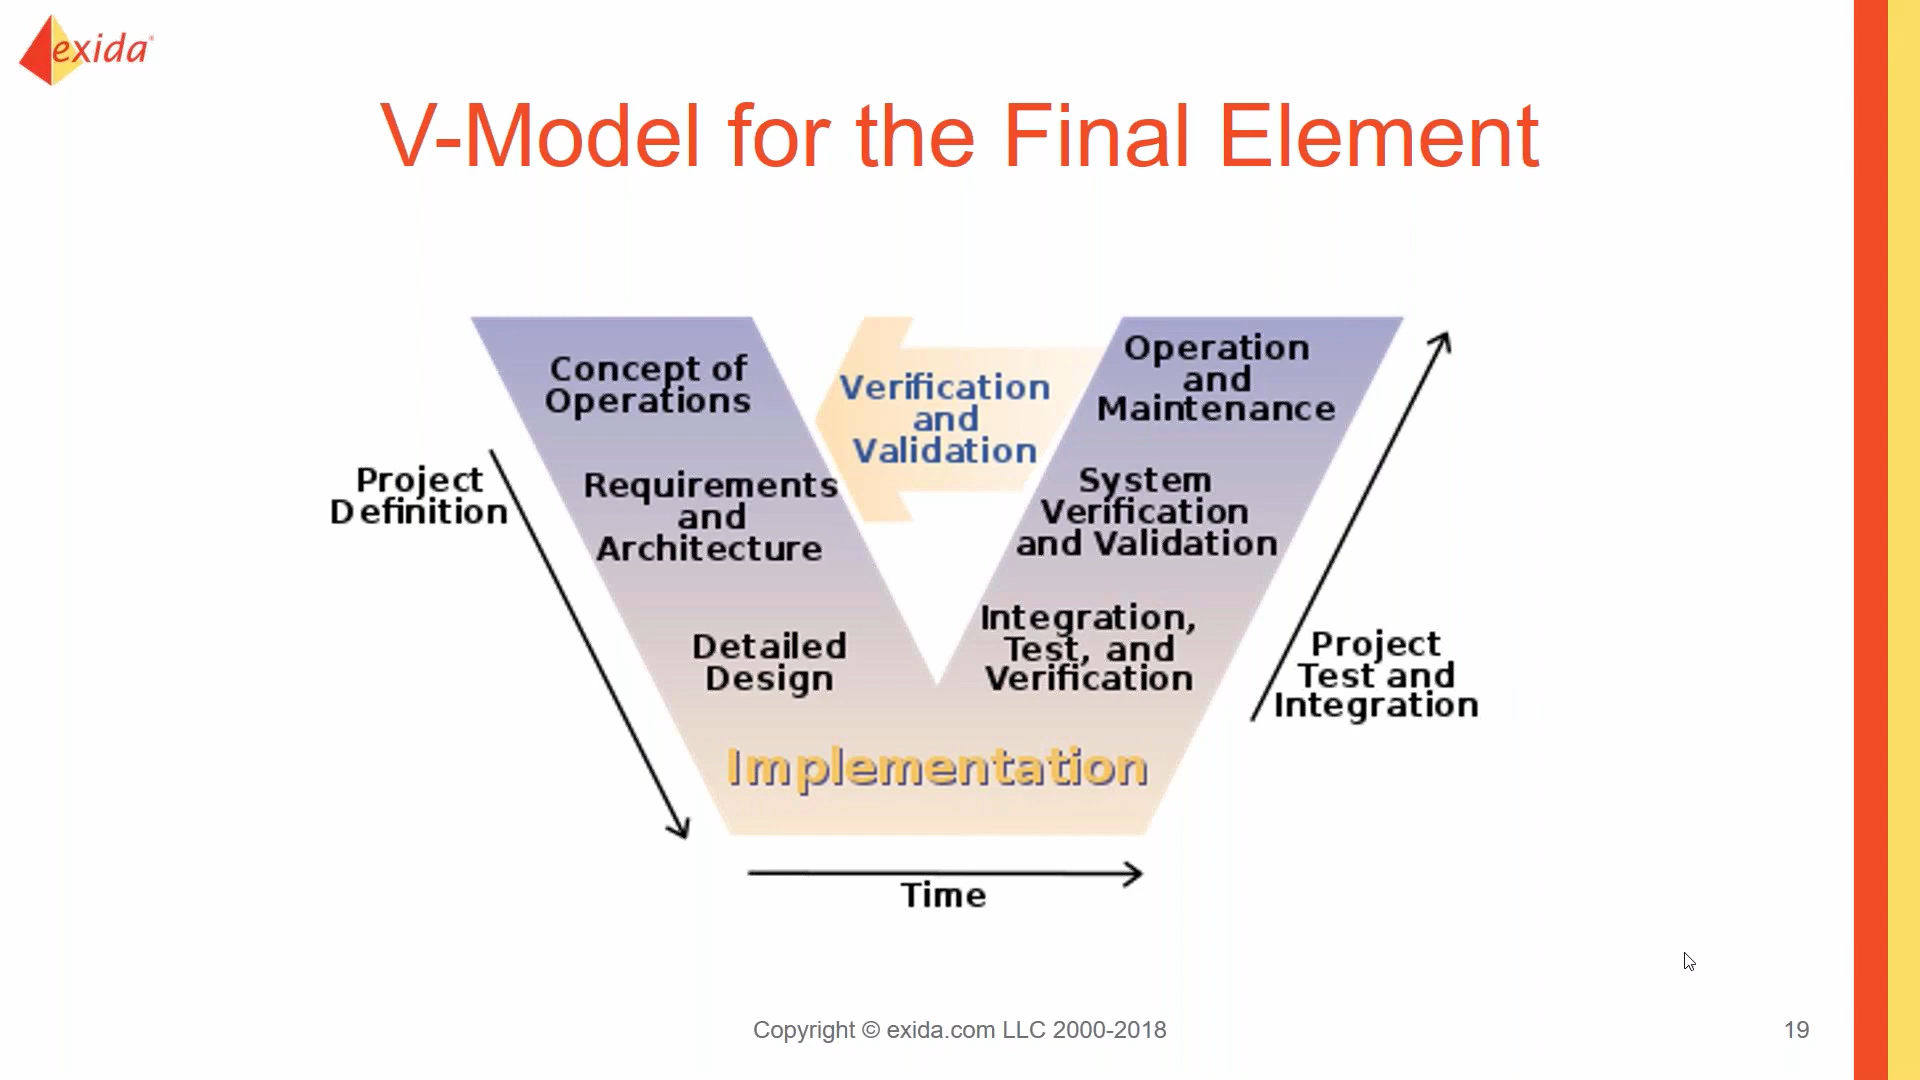 exida
V-Model for the Final Element
Concept of
Operations
Verification
and
Validation
Operation
and
Maintenance
Project
Definition
Requirements
and
Architecture
System
Verification
and Validation
Detailed
Design
Integration,
Test, and
Verification
Project
Test and
Integration
Implementation
Time
Copyright © exida.com LLC 2000-2018
19